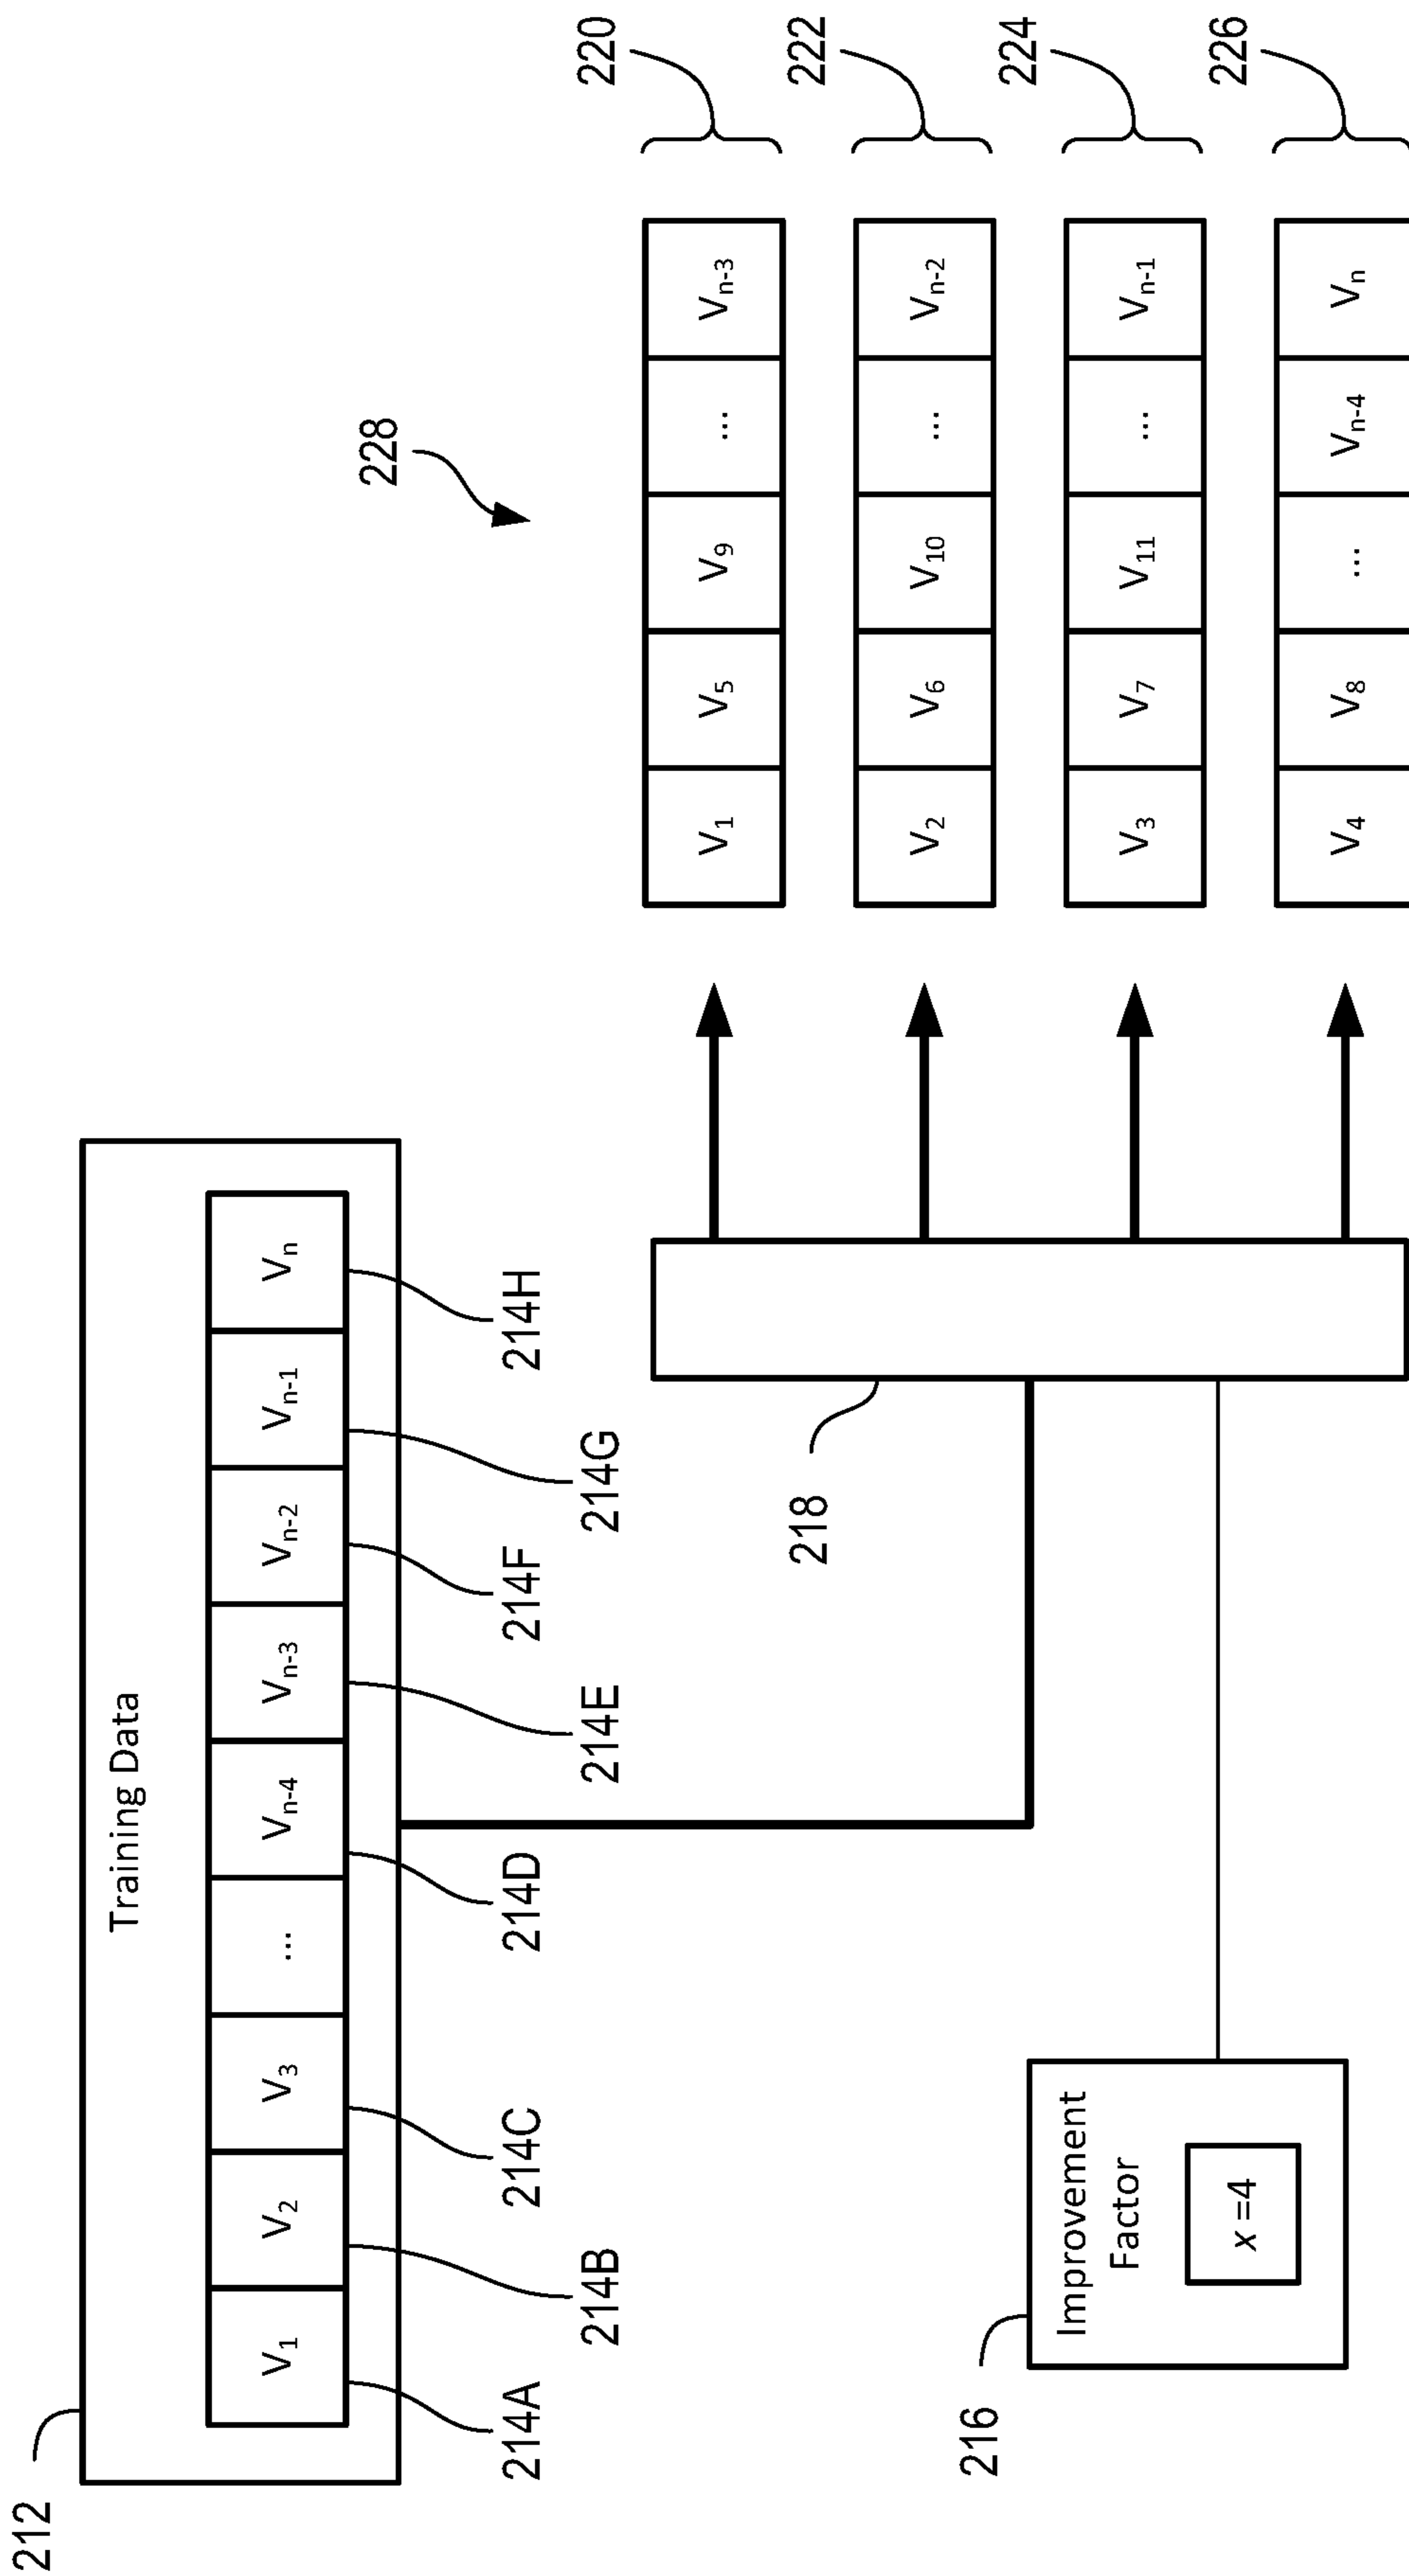 212
Training Data
V1
V2
V3
...
Vn-4
Vn-3
Vn-2
Vn-1
Vn
214A
214B
214C
214D
214E
214F
214G
214H
216
Improvement
Factor
x =4
218
228
V1
V5
V9
...
Vn-3
220
V2
V6
V10
...
Vn-2
222
V3
V7
V11
...
Vn-1
224
V4
V8
...
Vn-4
Vn
226